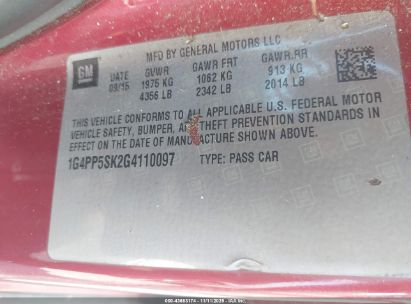 MFD BY GENERAL MOTORS LLC
GM
DATE GVWR GAWR FRT GAWR RR
09/15 1975 KG 1062 KG 913 KG
4356 LB 2342 LB 2014 LB
THIS VEHICLE CONFORMS TO ALL APPLICABLE U.S. FEDERAL MOTOR
VEHICLE SAFETY, BUMPER, AND THEFT PREVENTION STANDARDS IN
EFFECT ON THE DATE OF MANUFACTURE SHOWN ABOVE.
1G4PP5SK2G4110097 TYPE: PASS CAR